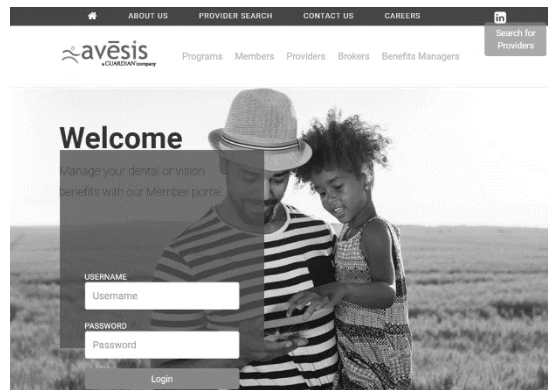 ABOUT US PROVIDER SEARCH CONTACT US CAREERS in
Search for
Providers
avēsis
a GUARDIAN company
Programs Members Providers Brokers Benefits Managers
Welcome
Manage your dental or vision
benefits with our Member portal
USERNAME
Username
PASSWORD
Password
Login